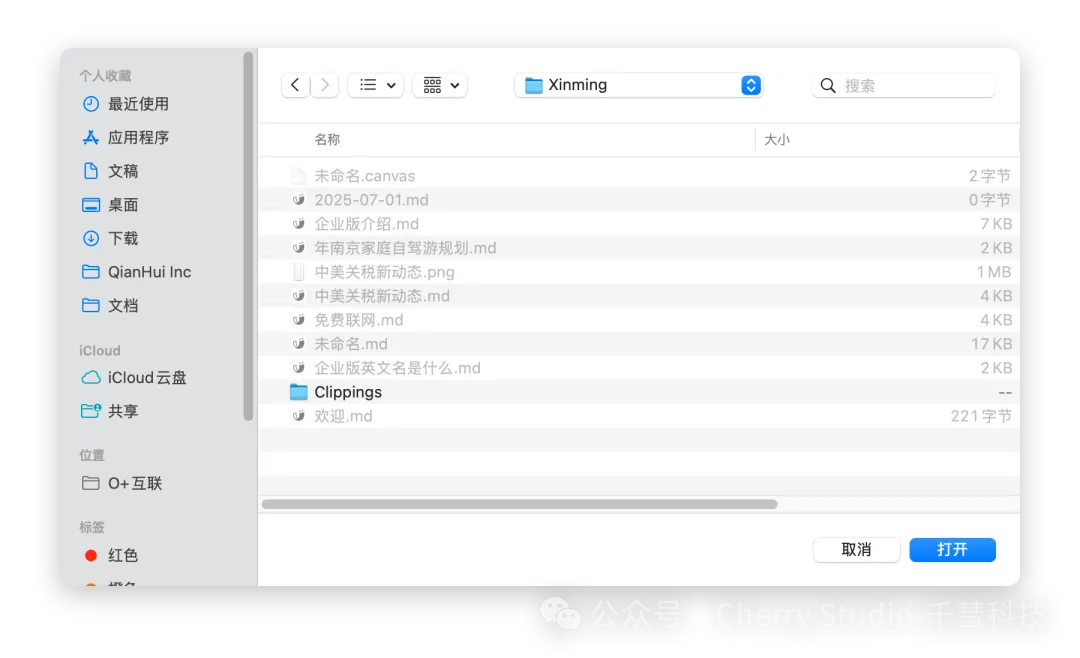 个人收藏
最近使用
应用程序
文稿
桌面
下载
QianHui Inc
文档
iCloud
iCloud云盘
共享
位置
O+互联
标签
红色
橙色
Xinming
搜索
名称 大小
未命名.canvas 2字节
2025-07-01.md 0字节
企业版介绍.md 7 KB
年南京家庭自驾游规划.md 2 KB
中美关税新动态.png 1 MB
中美关税新动态.md 4 KB
免费联网.md 4 KB
未命名.md 17 KB
企业版英文名是什么.md 2 KB
Clippings --
欢迎.md 221字节
取消 打开
公众号 · Cherry Studio-千彗科技